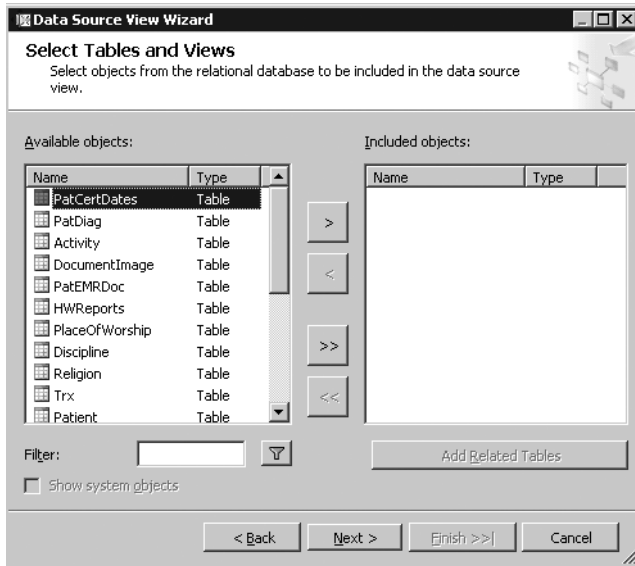 Data Source View Wizard
Select Tables and Views
Select objects from the relational database to be included in the data source
view.
Available objects:
Included objects:
Name Type
Name Type
PatCertDates Table
PatDiag Table
Activity Table
DocumentImage Table
PatEMRDoc Table
HWReports Table
PlaceOfWorship Table
Discipline Table
Religion Table
Trx Table
Patient Table
>
<
>>
<<
Filter:
Add Related Tables
Show system objects
< Back
Next >
Finish >>|
Cancel